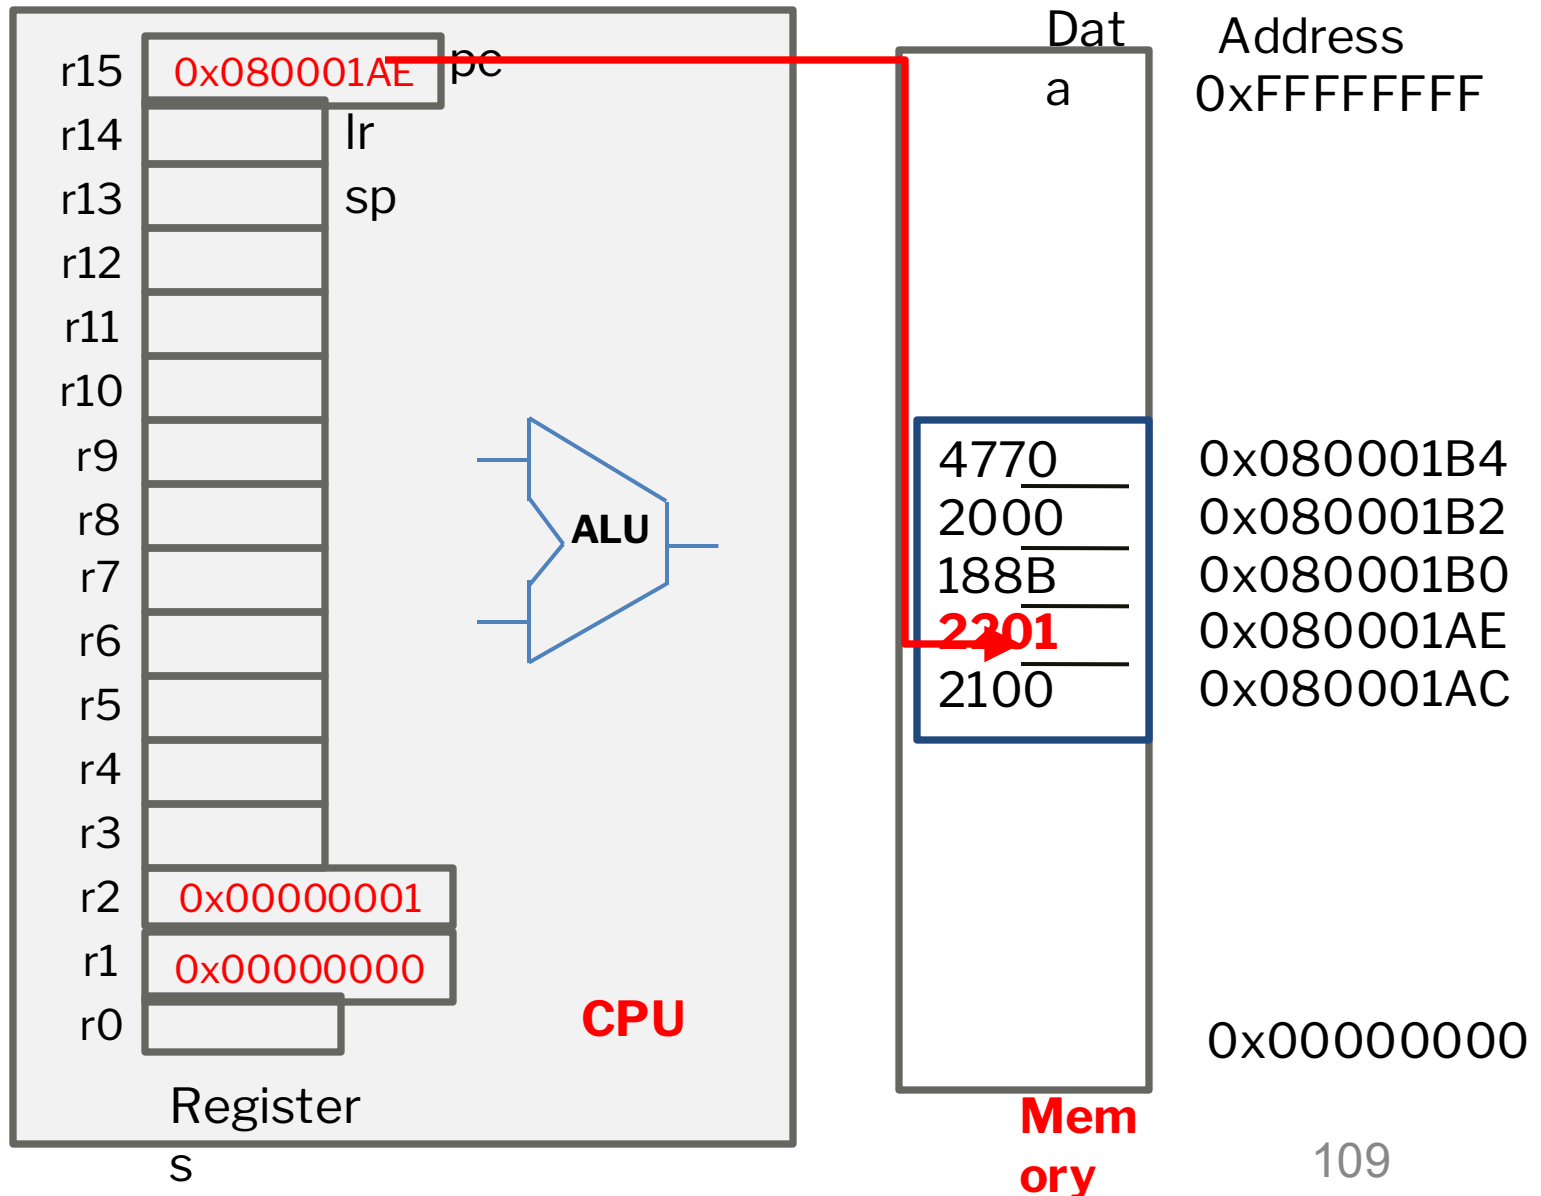 r15 0x080001AE pc
r14 lr
r13 sp
r12
r11
r10
r9
r8
r7
r6
r5
r4
r3
r2 0x00000001
r1 0x00000000
r0
Register
s
ALU
CPU
Dat
a
Address
0xFFFFFFFF
4770 0x080001B4
2000 0x080001B2
188B 0x080001B0
2201 0x080001AE
2100 0x080001AC
0x00000000
Mem
ory
109